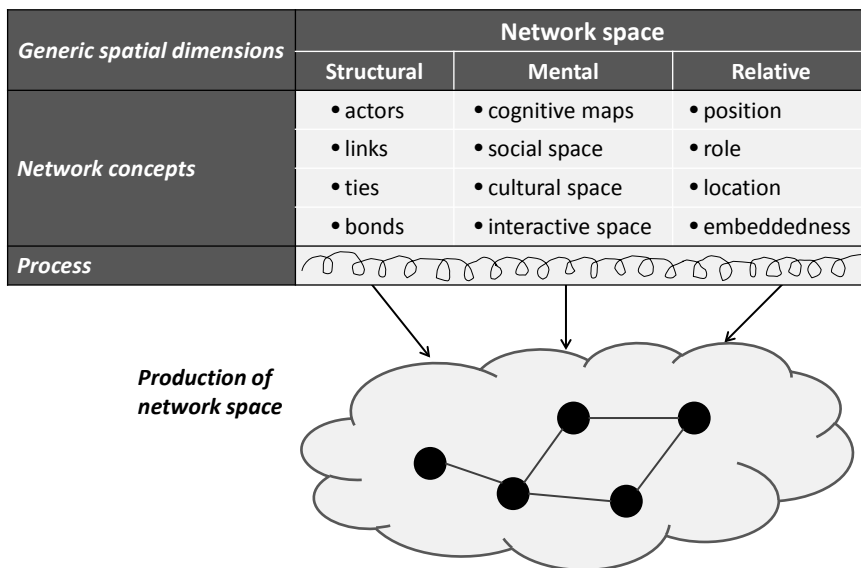 Generic spatial dimensions
Network space
Structural
Mental
Relative
Network concepts
• actors
• cognitive maps
• position
• links
• social space
• role
• ties
• cultural space
• location
• bonds
• interactive space
• embeddedness
Process
Production of
network space